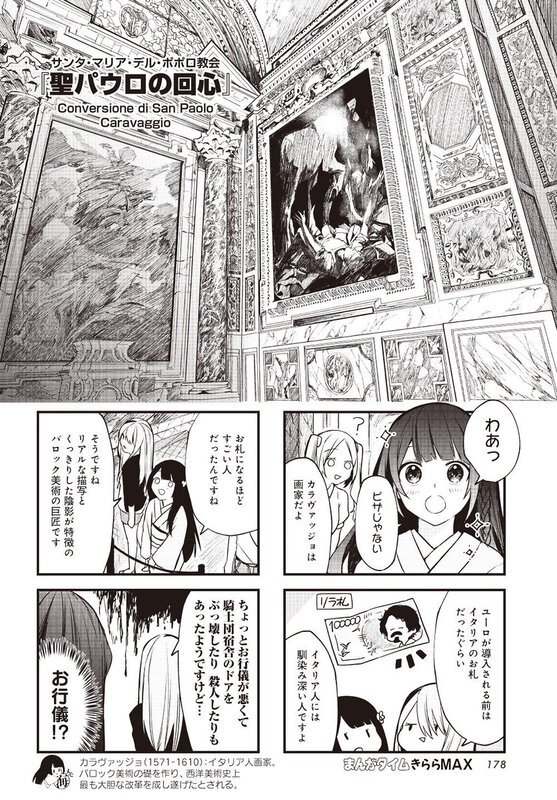 サンタ・マリア・デル・ポポロ教会
『聖パウロの回心』
Conversione di San Paolo
Caravaggio
わあっ
ピザじゃない
?
カラヴァッジョは
画家だよ
ユーロが導入される前は
イタリアのお札
だったぐらい
リラ札
100000
イタリア人には
馴染み深い人ですよ
お札になるほど
すごい人
だったんですね
そうですね
リアルな描写と
くっきりした陰影が特徴の
バロック美術の巨匠です
ちょっとお行儀が悪くて
騎士団宿舎のドアを
ぶっ壊したり 殺人したりも
あったようですけど…
お行儀!?
カラヴァッジョ(1571-1610):イタリア人画家。
バロック美術の礎を作り、西洋美術史上
最も大胆な改革を成し遂げたとされる。
まんがタイムきららMAX
178